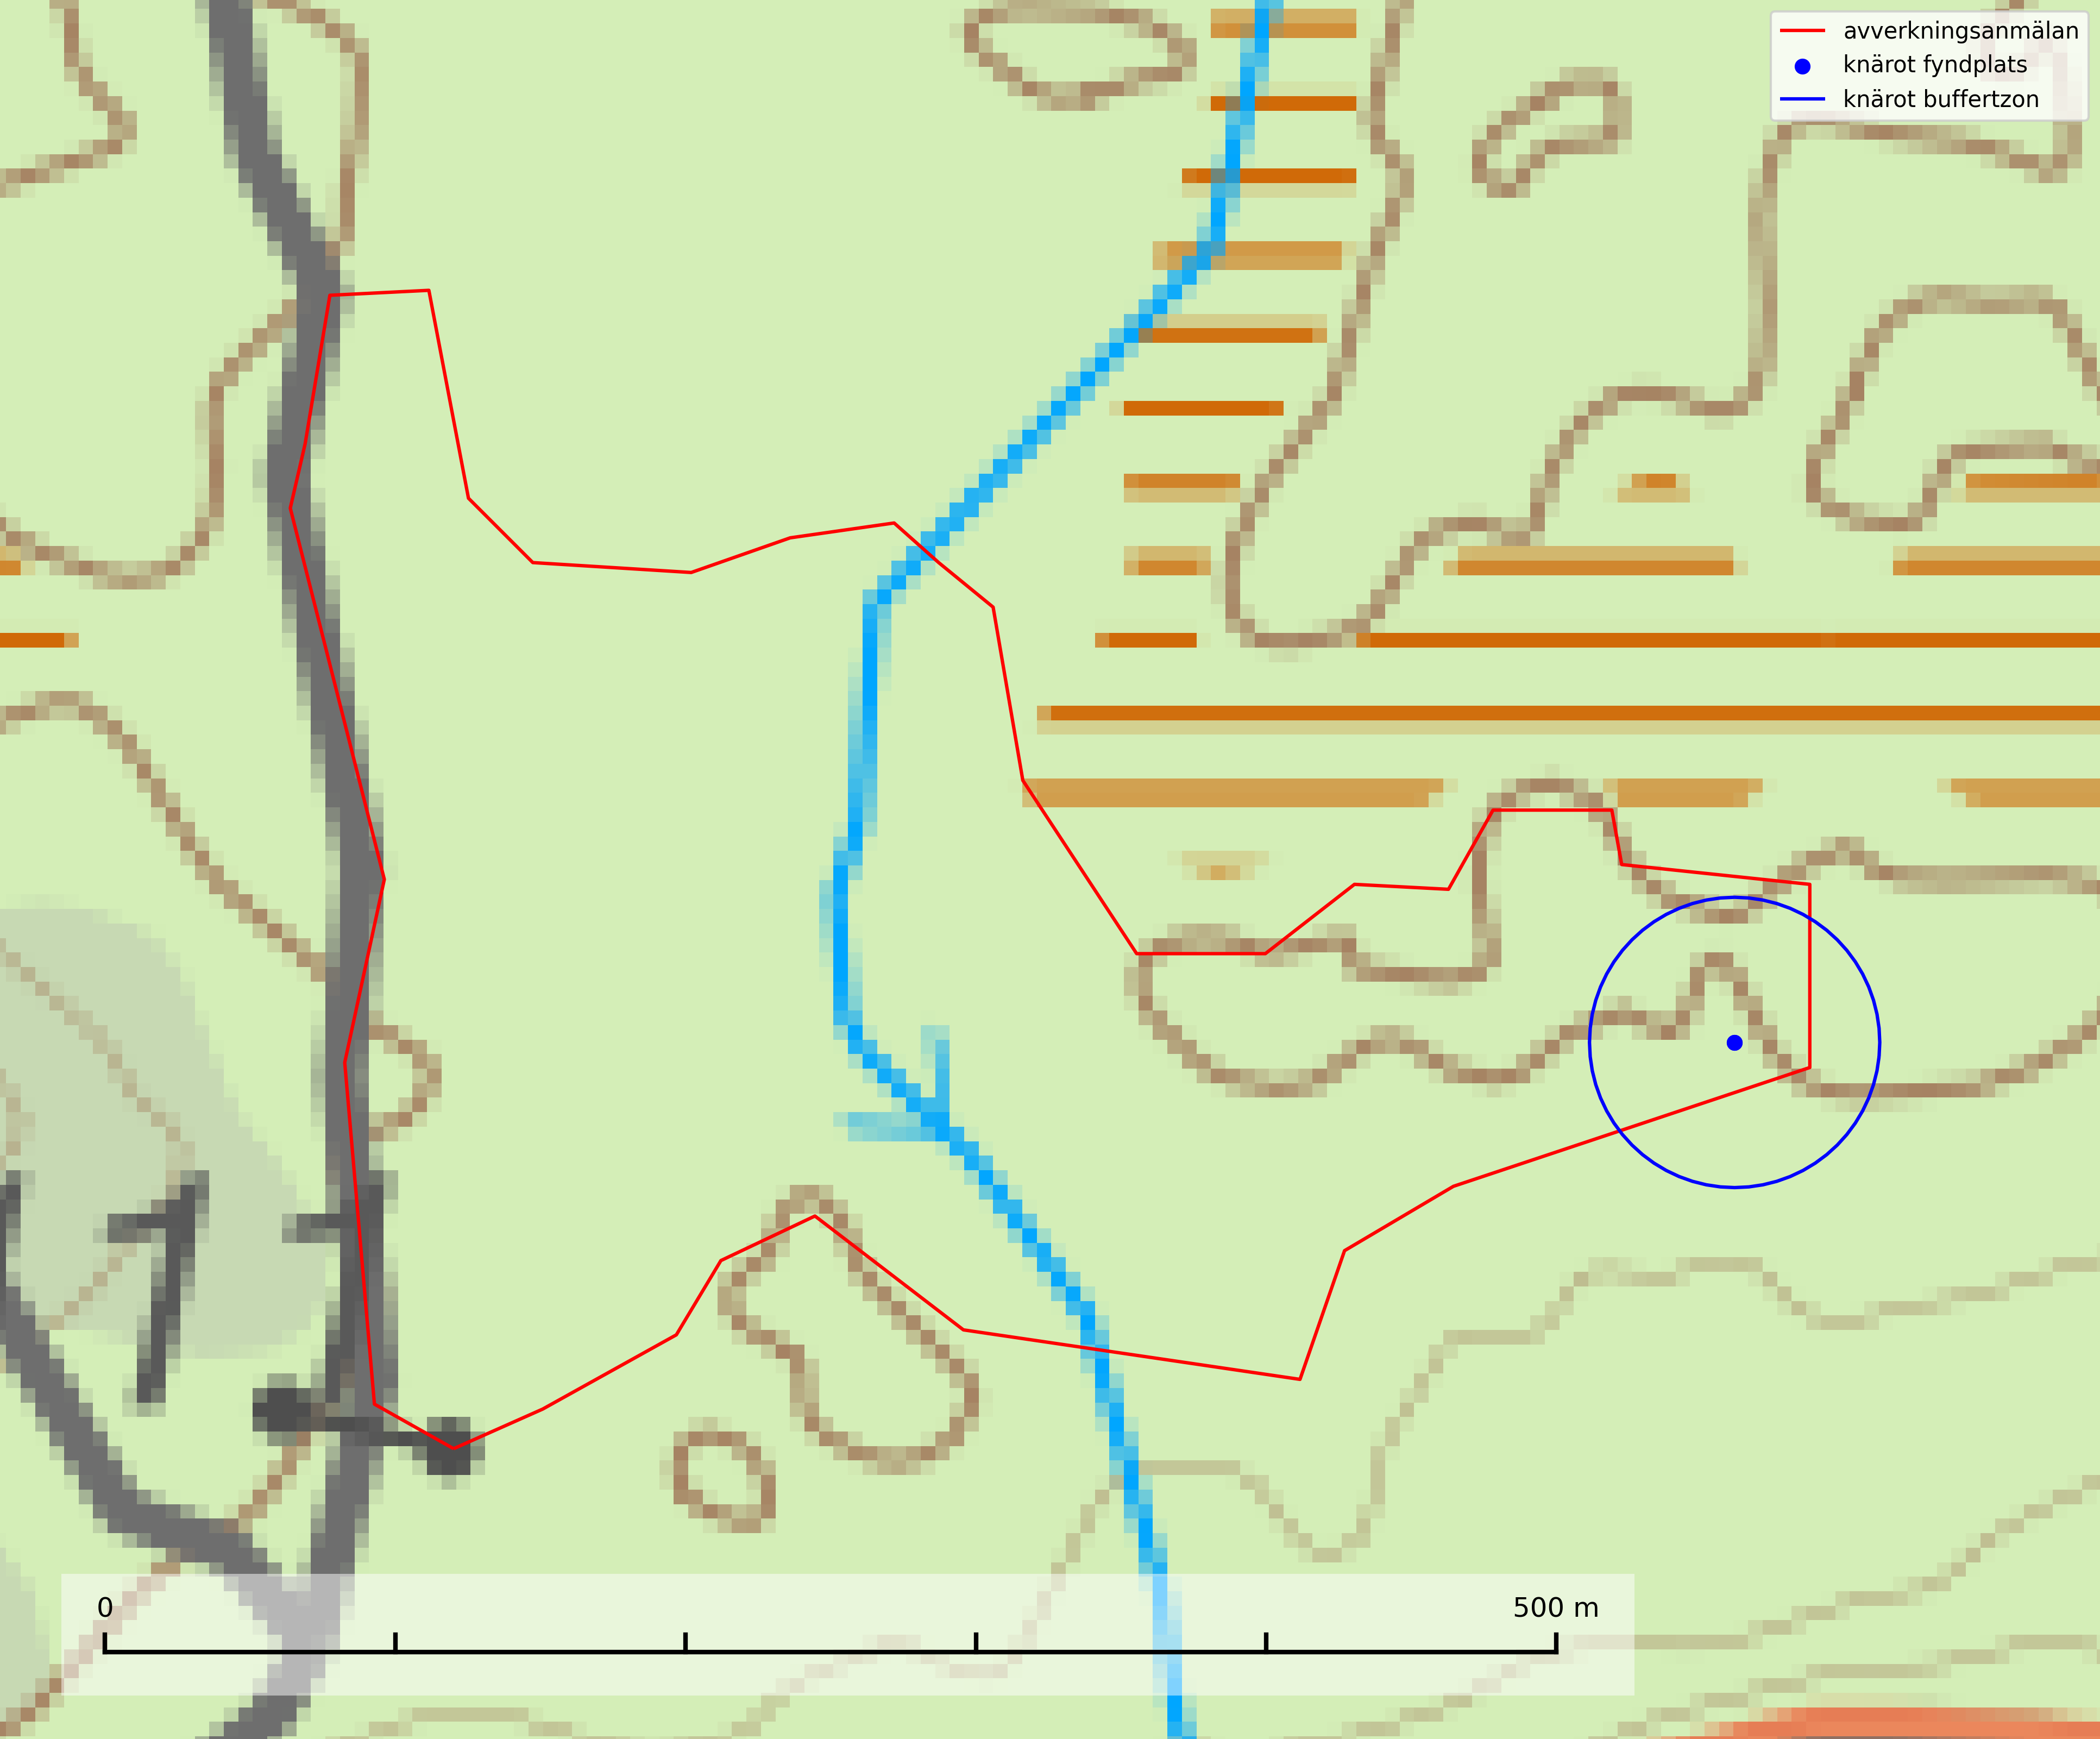 avverkningsanmälan
knärot fyndplats
knärot buffertzon
0 500 m